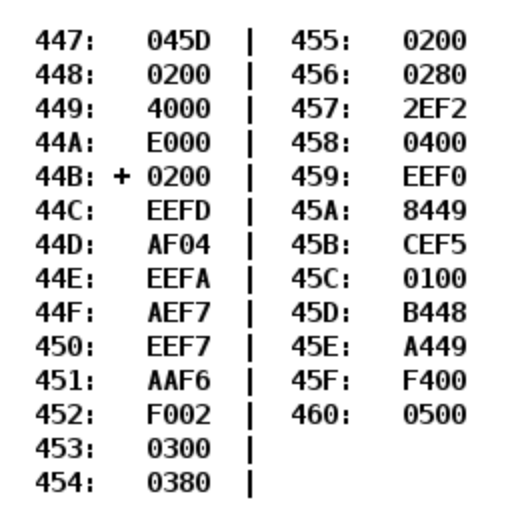 447: 045D | 455: 0200
448: 0200 | 456: 0280
449: 4000 | 457: 2EF2
44A: E000 | 458: 0400
44B: + 0200 | 459: EEF0
44C: EEFD | 45A: 8449
44D: AF04 | 45B: CEF5
44E: EEFA | 45C: 0100
44F: AEF7 | 45D: B448
450: EEF7 | 45E: A449
451: AAF6 | 45F: F400
452: F002 | 460: 0500
453: 0300 |
454: 0380 |